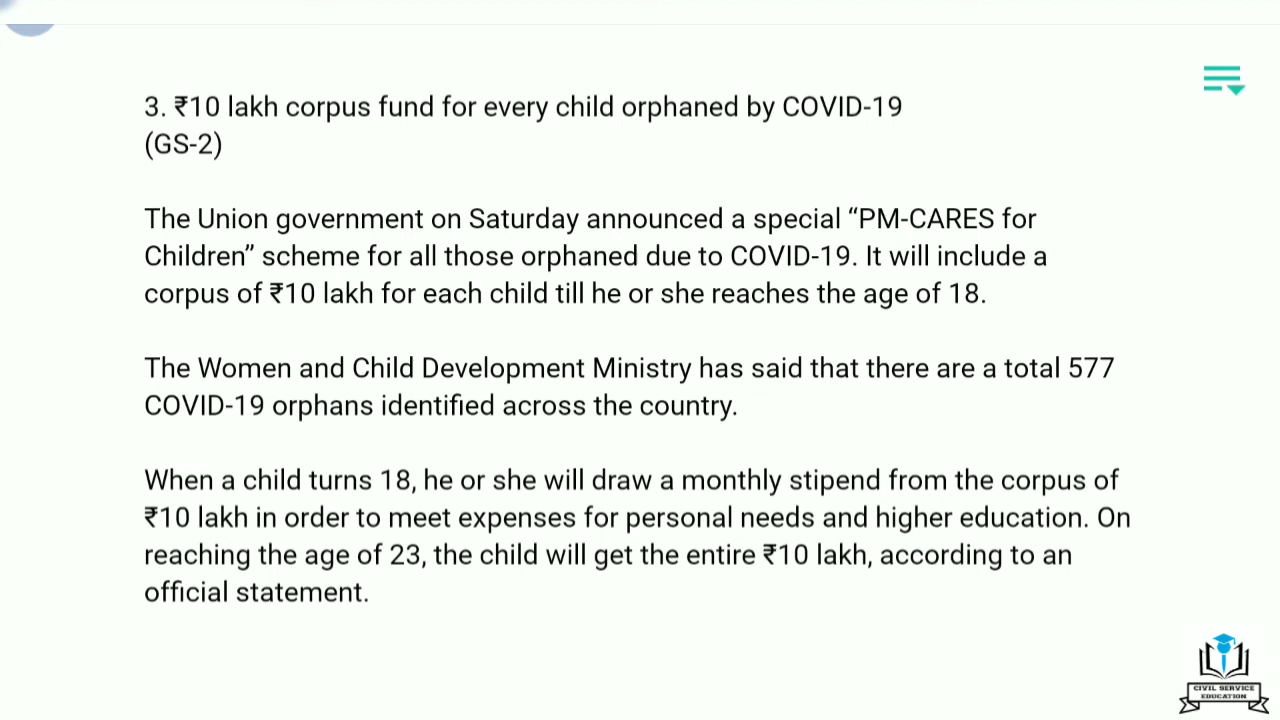 3. ₹10 lakh corpus fund for every child orphaned by COVID-19
(GS-2)
The Union government on Saturday announced a special “PM-CARES for
Children” scheme for all those orphaned due to COVID-19. It will include a
corpus of ₹10 lakh for each child till he or she reaches the age of 18.
The Women and Child Development Ministry has said that there are a total 577
COVID-19 orphans identified across the country.
When a child turns 18, he or she will draw a monthly stipend from the corpus of
₹10 lakh in order to meet expenses for personal needs and higher education. On
reaching the age of 23, the child will get the entire ₹10 lakh, according to an
official statement.
CIVIL SERVICE
EDUCATION